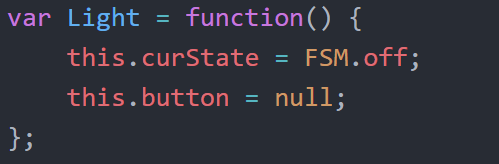 var Light = function() {
    this.curState = FSM.off;
    this.button = null;
};